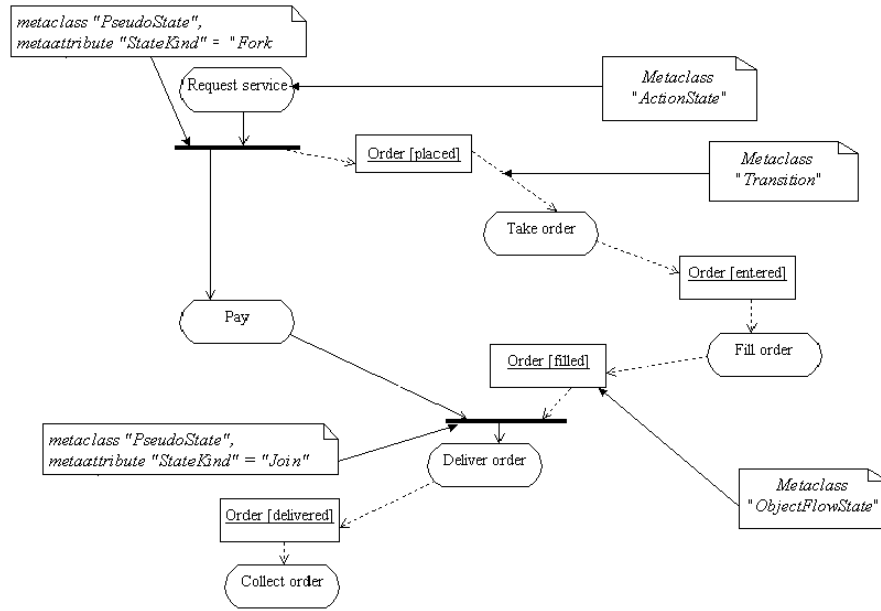 metaclass "PseudoState",
metaattribute "StateKind" = "Fork
Request service
Metaclass
"ActionState"
Order [placed]
Metaclass
"Transition"
Take order
Order [entered]
Pay
Fill order
Order [filled]
metaclass "PseudoState",
metaattribute "StateKind" = "Join"
Deliver order
Metaclass
"ObjectFlowState"
Order [delivered]
Collect order